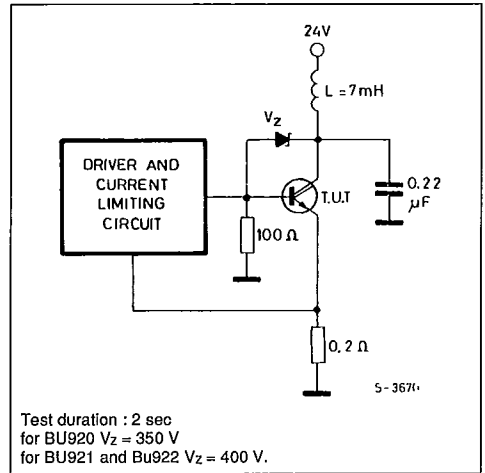 24V
L = 7mH
VZ
DRIVER AND
CURRENT
LIMITING
CIRCUIT
T.U.T
0.22
µF
100 Ω
0,2 Ω
Test duration : 2 sec
for BU920 VZ = 350 V
for BU921 and Bu922 VZ = 400 V.